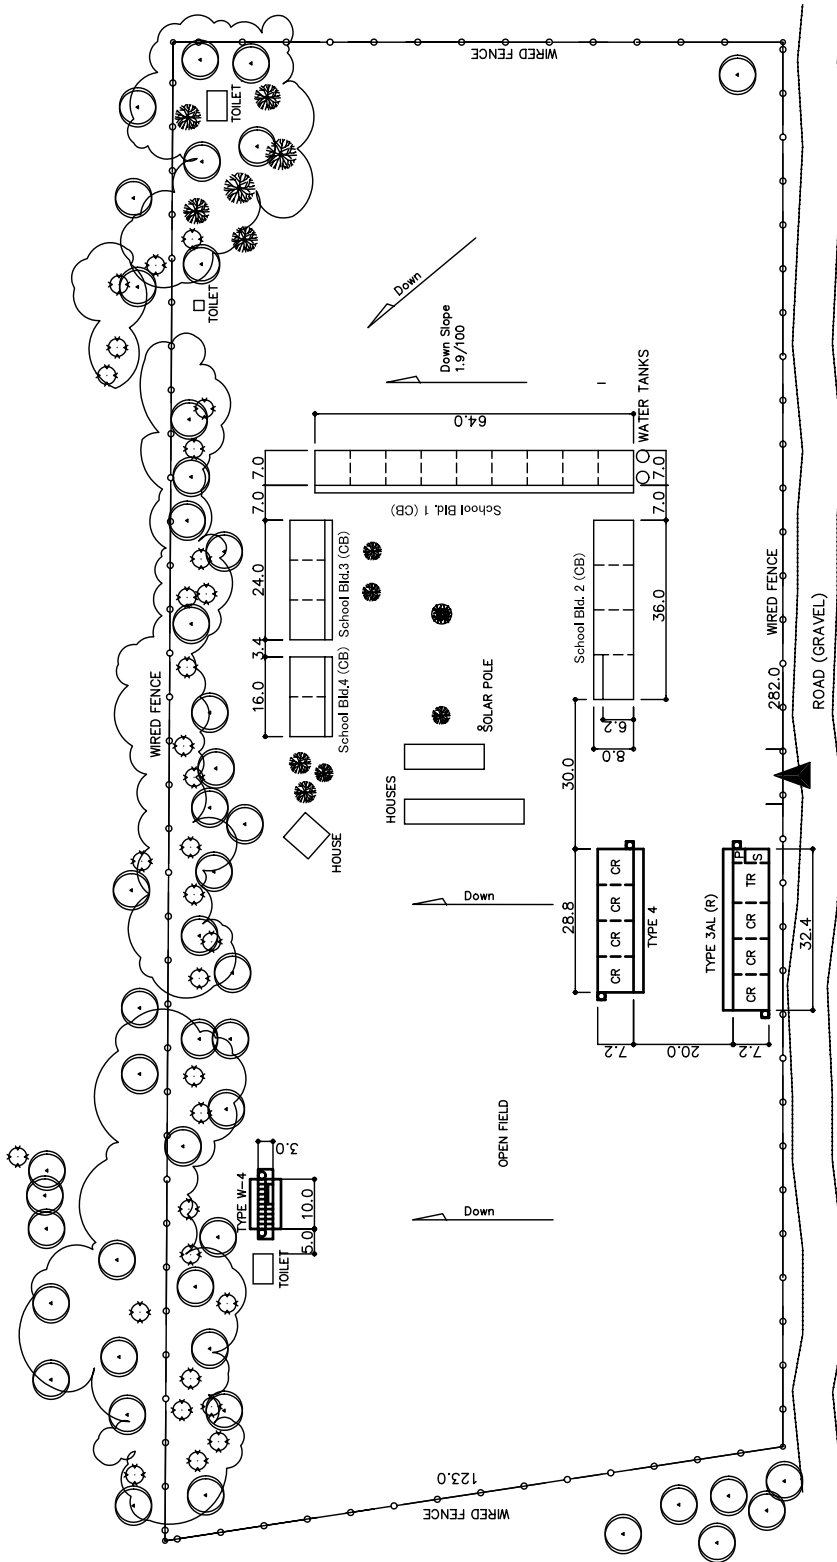 WIRED FENCE
TOILET
TOILET
Down
Down Slope
1.9/100
64.0
WATER TANKS
7.0
7.0
7.0
7.0
School Bld. 1 (CB)
24.0
School Bld.3 (CB)
3.4
16.0
School Bld.4 (CB)
School Bld. 2 (CB)
36.0
6.2
8.0
WIRED FENCE
WIRED FENCE
282.0
ROAD (GRAVEL)
SOLAR POLE
HOUSES
HOUSE
30.0
28.8
CR
CR
CR
CR
TYPE 4
Down
TYPE 3AL (R)
P
S
TR
CR
CR
CR
32.4
7.2
20.0
7.2
OPEN FIELD
3.0
TYPE W-4
10.0
5.0
TOILET
Down
123.0
WIRED FENCE